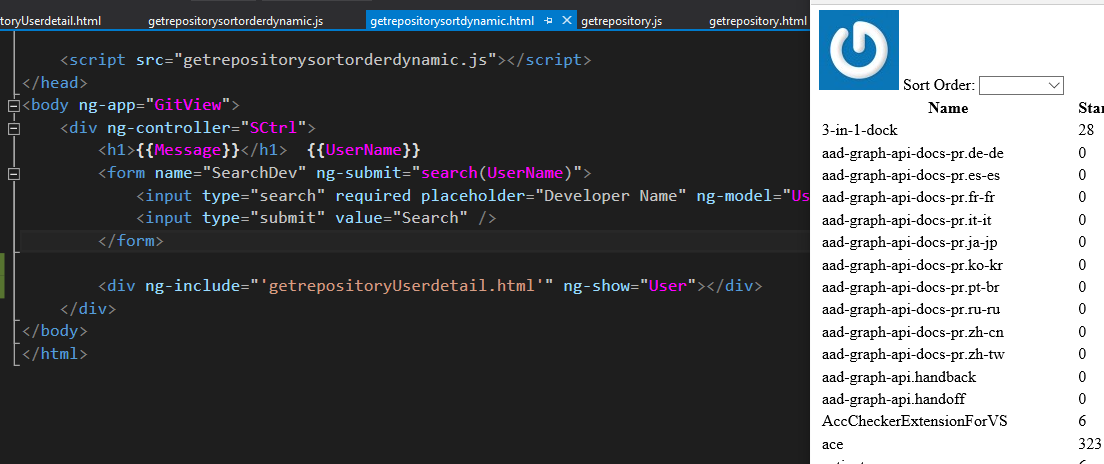 toryUserdetail.html getrepositorysortorderdynamic.js getrepositorysortdynamic.html getrepository.js getrepository.html
<script src="getrepositorysortorderdynamic.js"></script>
</head>
<body ng-app="GitView">
<div ng-controller="SCtrl">
<h1>{{Message}}</h1> {{UserName}}
<form name="SearchDev" ng-submit="search(UserName)">
<input type="search" required placeholder="Developer Name" ng-model="Us
<input type="submit" value="Search" />
</form>
<div ng-include="'getrepositoryUserdetail.html'" ng-show="User"></div>
</div>
</body>
</html>
Sort Order:
Name Star
3-in-1-dock 28
aad-graph-api-docs-pr.de-de 0
aad-graph-api-docs-pr.es-es 0
aad-graph-api-docs-pr.fr-fr 0
aad-graph-api-docs-pr.it-it 0
aad-graph-api-docs-pr.ja-jp 0
aad-graph-api-docs-pr.ko-kr 0
aad-graph-api-docs-pr.pt-br 0
aad-graph-api-docs-pr.ru-ru 0
aad-graph-api-docs-pr.zh-cn 0
aad-graph-api-docs-pr.zh-tw 0
aad-graph-api.handback 0
aad-graph-api.handoff 0
AccCheckerExtensionForVS 6
ace 323